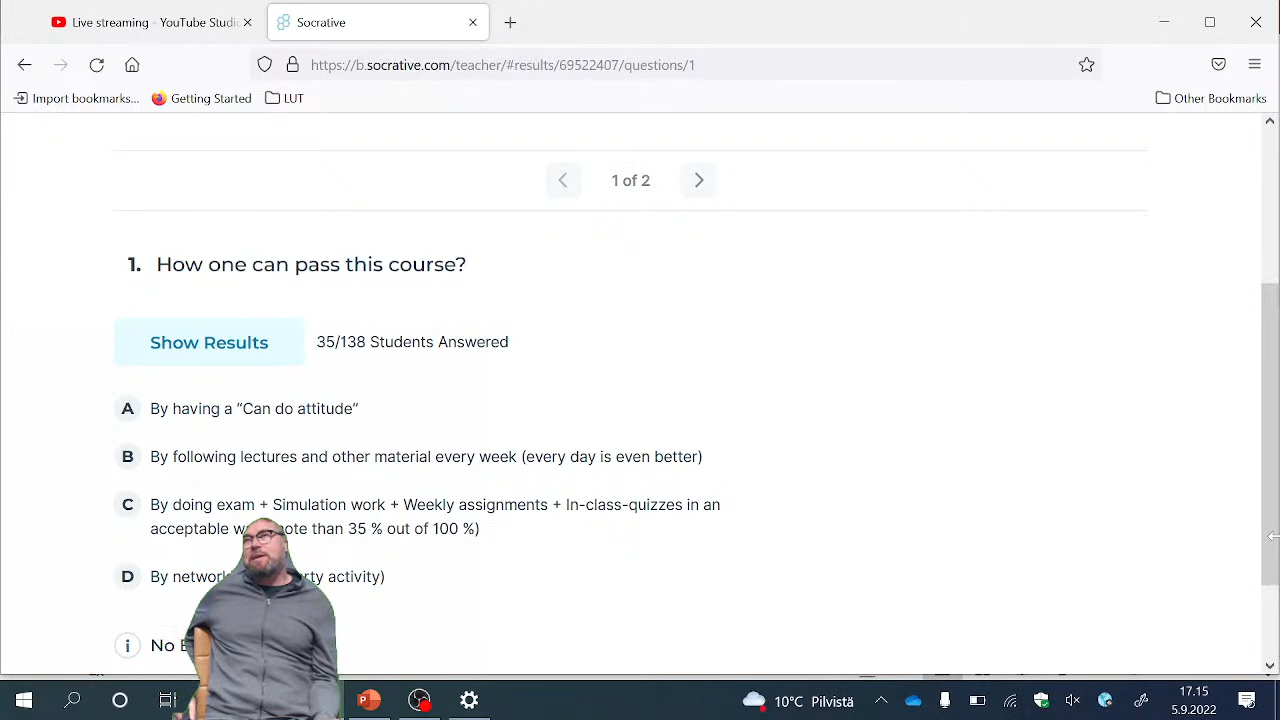 Live streaming - YouTube Studio
Socrative
https://b.socrative.com/teacher/#results/69522407/questions/1
Import bookmarks...
Getting Started
LUT
Other Bookmarks
1 of 2
1. How one can pass this course?
Show Results
35/138 Students Answered
A By having a “Can do attitude”
B By following lectures and other material every week (every day is even better)
C By doing exam + Simulation work + Weekly assignments + In-class-quizzes in an
acceptable than 35 % out of 100 %)
D By activity)
i No
10°C Pilvistä
17.15
5.9.2022